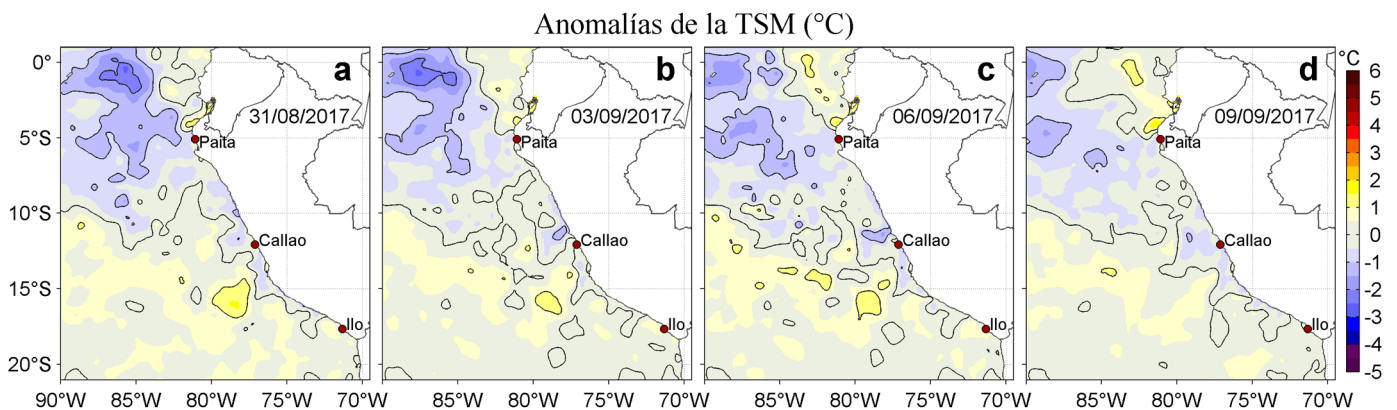 Anomalías de la TSM (°C)
a b c d °C
31/08/2017 03/09/2017 06/09/2017 09/09/2017
Paita Paita Paita Paita
Callao Callao Callao Callao
Ilo Ilo Ilo Ilo
0°
5°S
10°S
15°S
20°S
90°W 85°W 80°W 75°W 70°W 85°W 80°W 75°W 70°W 85°W 80°W 75°W 70°W 85°W 80°W 75°W 70°W
6
5
4
3
2
1
0
-1
-2
-3
-4
-5